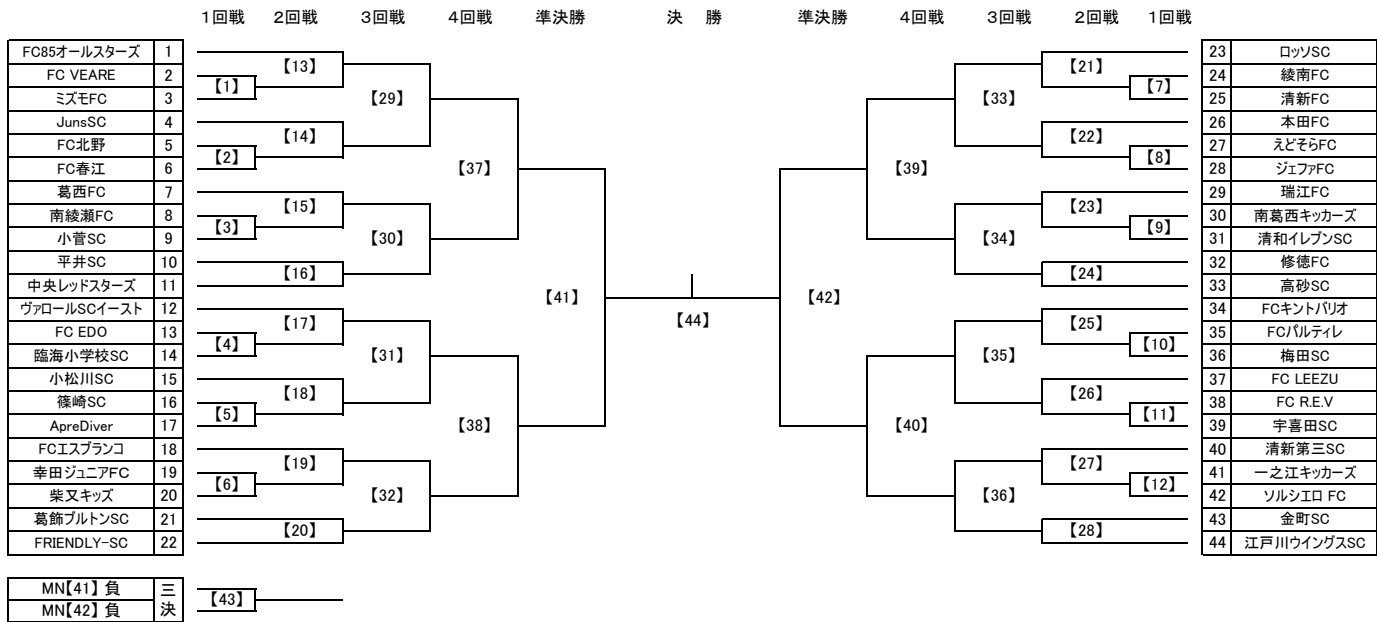 1回戦 2回戦 3回戦 4回戦 準決勝 決 勝 準決勝 4回戦 3回戦 2回戦 1回戦
FC85オールスターズ 1 【13】 【21】 23 ロッソSC
FC VEARE 2 【1】 【7】 24 綾南FC
ミズモFC 3 【29】 【33】 25 清新FC
JunsSC 4 【14】 【22】 26 本田FC
FC北野 5 【2】 【8】 27 えどそらFC
FC春江 6 【37】 【39】 28 ジェファFC
葛西FC 7 【15】 【23】 29 瑞江FC
南綾瀬FC 8 【3】 【9】 30 南葛西キッカーズ
小菅SC 9 【30】 【34】 31 清和イレブンSC
平井SC 10 【16】 【24】 32 修徳FC
中央レッドスターズ 11 【41】 【42】 33 高砂SC
ヴァロールSCイースト 12 【17】 【44】 【25】 34 FCキントバリオ
FC EDO 13 【4】 【10】 35 FCパルティレ
臨海小学校SC 14 【31】 【35】 36 梅田SC
小松川SC 15 【18】 【26】 37 FC LEEZU
篠崎SC 16 【5】 【11】 38 FC R.E.V
ApreDiver 17 【38】 【40】 39 宇喜田SC
FCエスブランコ 18 【19】 【27】 40 清新第三SC
幸田ジュニアFC 19 【6】 【12】 41 一之江キッカーズ
柴又キッズ 20 【32】 【36】 42 ソルシエロ FC
葛飾ブルトンSC 21 【20】 【28】 43 金町SC
FRIENDLY-SC 22 44 江戸川ウイングスSC
MN【41】 負 三 【43】
MN【42】 負 決